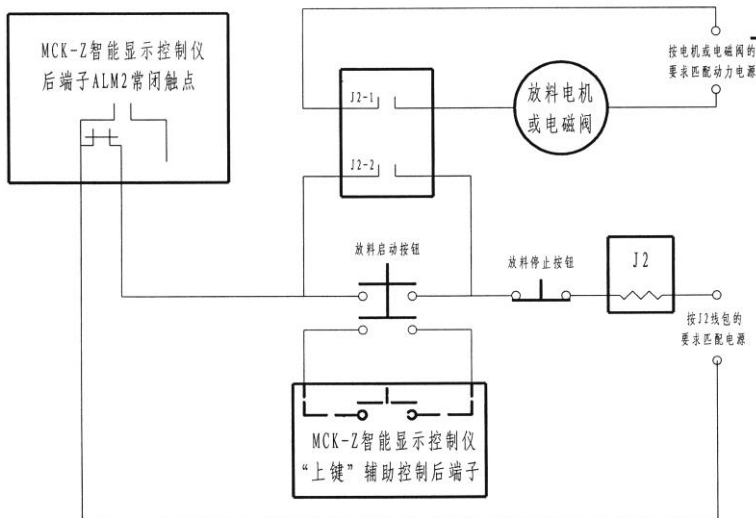 MCK-Z智能显示控制仪
后端子ALM2常闭触点
J2-1
J2-2
放料电机
或电磁阀
按电机或电磁阀的
要求匹配动力电源
放料启动按钮
放料停止按钮
J2
按J2线包的
要求匹配电源
MCK-Z智能显示控制仪
“上键”辅助控制后端子